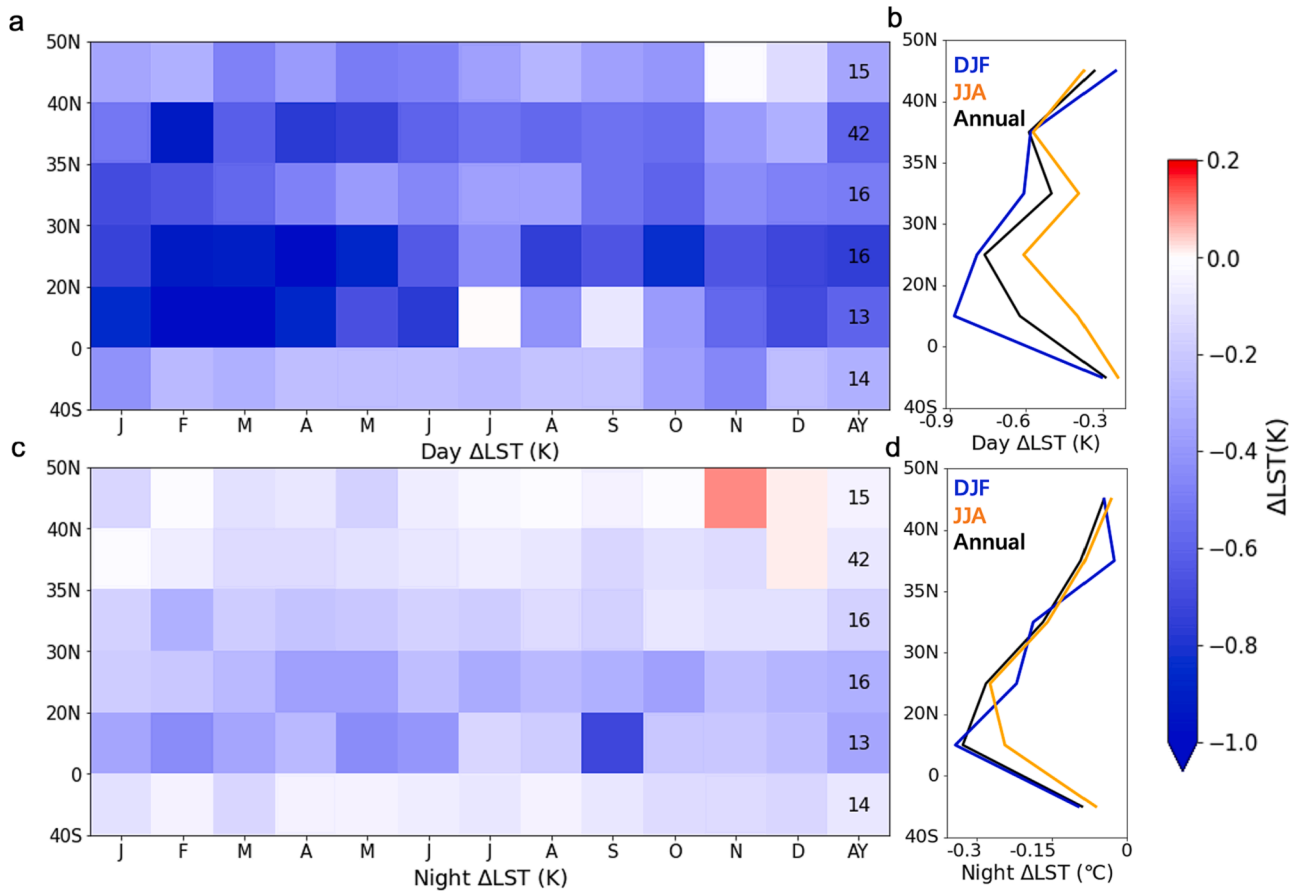 a
50N
40N
35N
30N
20N
0
40S
15
42
16
16
13
14
J F M A M J J A S O N D AY
Day ΔLST (K)
b
50N
40N
35N
30N
20N
0
40S
DJF
JJA
Annual
-0.9 -0.6 -0.3
Day ΔLST (K)
c
50N
40N
35N
30N
20N
0
40S
15
42
16
16
13
14
J F M A M J J A S O N D AY
Night ΔLST (K)
d
50N
40N
35N
30N
20N
0
40S
DJF
JJA
Annual
-0.3 -0.15 0
Night ΔLST (°C)
0.2
0.0
−0.2
−0.4
−0.6
−0.8
−1.0
ΔLST(K)